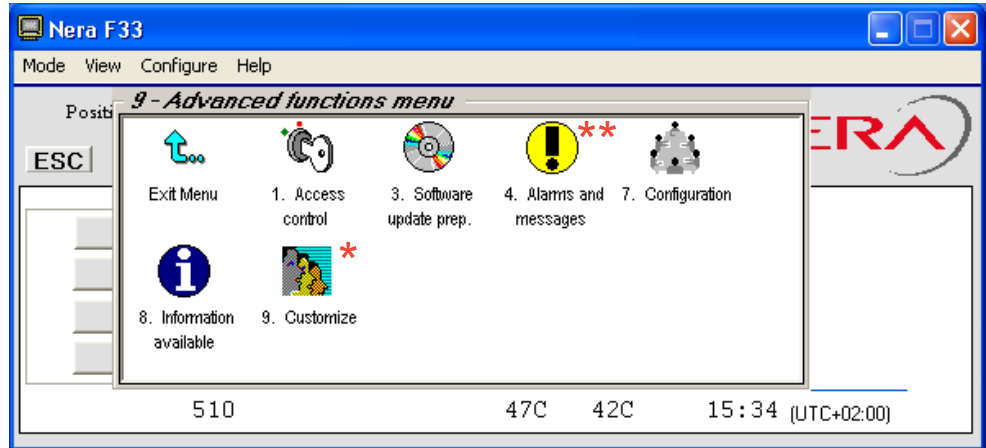 Nera F33
Mode View Configure Help
Positi
9 - Advanced functions menu
ERA
ESC
**
Exit Menu
1. Access control
3. Software update prep.
4. Alarms and messages
7. Configuration
*
8. Information available
9. Customize
510 47C 42C 15:34 (UTC+02:00)